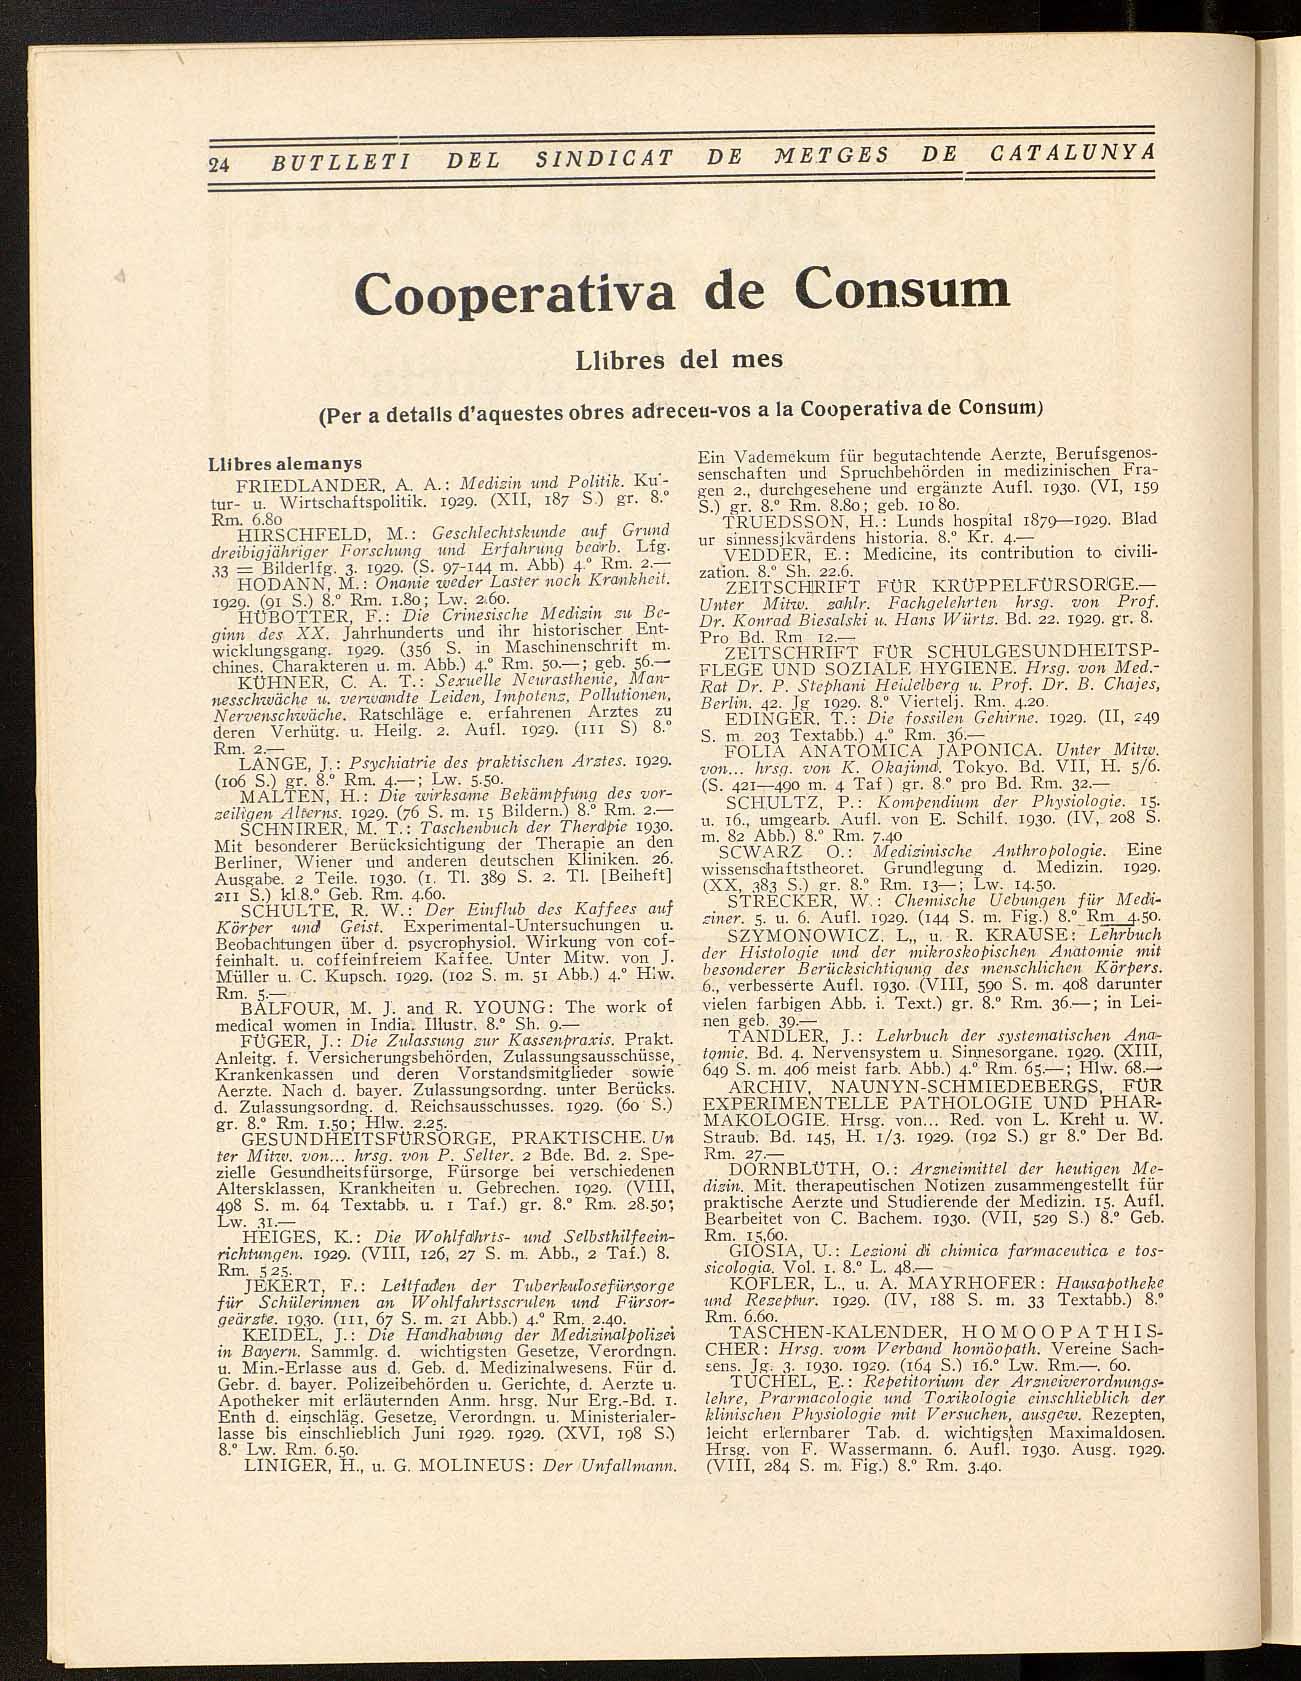 24 BUTLLETI DEL SINDICAT DE METGES DE CATALUNYA
Cooperativa de Consum
Llibres del mes
(Per a detalls d'aquestes obres adreceu-vos a la Cooperativa de Consum)
Llibres alemanys
FRIEDLANDER, A. A.: Medizin und Politik. Ku'-
tur- u. Wirtschaftspolitik. 1929. (XII, 187 S.) gr. 8.º
Rm. 6.80
HIRSCHFELD, M.: Geschlechtskunde auf Grund
dreibigjähriger Forschung und Erfahrung bearb. Lfg.
33 = Bilderlfg. 3. 1929. (S. 97-144 m. Abb) 4.º Rm. 2.—
HODANN, M.: Onanie weder Laster noch Krankheit.
1929. (91 S.) 8.º Rm. 1.80; Lw. 2.60.
HÜBOTTER, F.: Die Crinesische Medizin zu Be-
ginn des XX. Jahrhunderts und ihr historischer Ent-
wicklungsgang. 1929. (356 S. in Maschinenschrift m.
chines. Charakteren u. m. Abb.) 4.º Rm. 50.—; geb. 56.—
KÜHNER, C. A. T.: Sexuelle Neurasthenie, Man-
nesschwäche u. verwandte Leiden, Impotenz, Pollutionen,
Nervenschwäche. Ratschläge e. erfahrenen Arztes zu
deren Verhütg. u. Heilg. 2. Aufl. 1929. (111 S) 8.º
Rm. 2.—
LANGE, J.: Psychiatrie des praktischen Arztes. 1929.
(106 S.) gr. 8.º Rm. 4.—; Lw. 5.50.
MALTEN, H.: Die wirksame Bekämpfung des vor-
zeiligen Alterns. 1929. (76 S. m. 15 Bildern.) 8.º Rm. 2.—
SCHNIRER, M. T.: Taschenbuch der Therapie 1930.
Mit besonderer Berücksichtigung der Therapie an den
Berliner, Wiener und anderen deutschen Kliniken. 26.
Ausgabe. 2 Teile. 1930. (1. Tl. 389 S. 2. Tl. [Beiheft]
211 S.) kl.8.º Geb. Rm. 4.60.
SCHULTE, R. W.: Der Einflub des Kaffees auf
Körper und Geist. Experimental-Untersuchungen u.
Beobachtungen über d. psycrophysiol. Wirkung von cof-
feinhalt. u. coffeinfreiem Kaffee. Unter Mitw. von J.
Müller u. C. Kupsch. 1929. (102 S. m. 51 Abb.) 4.º Hlw.
Rm. 5.—
BALFOUR, M. J. and R. YOUNG: The work of
medical women in India. Illustr. 8.º Sh. 9.—
FÜGER, J.: Die Zulassung zur Kassenpraxis. Prakt.
Anleitg. f. Versicherungsbehörden, Zulassungsausschüsse,
Krankenkassen und deren Vorstandsmitglieder sowie
Aerzte. Nach d. bayer. Zulassungsordng. unter Berücks.
d. Zulassungsordng. d. Reichsausschusses. 1929. (60 S.)
gr. 8.º Rm. 1.50; Hlw. 2.25.
GESUNDHEITSFÜRSORGE, PRAKTISCHE. Un
ter Mitw. von... hrsg. von P. Selter. 2 Bde. Bd. 2. Spe-
zielle Gesundheitsfürsorge, Fürsorge bei verschiedenen
Altersklassen, Krankheiten u. Gebrechen. 1929. (VIII,
498 S. m. 64 Textabb. u. 1 Taf.) gr. 8.º Rm. 28.50;
Lw. 31.—
HEIGES, K.: Die Wohlfahrts- und Selbsthilfeein-
richtungen. 1929. (VIII, 126, 27 S. m. Abb., 2 Taf.) 8.
Rm. 5 25.
JEKERT, F.: Leitfaden der Tuberkulosefürsorge
für Schülerinnen an Wohlfahrtsscrulen und Fürsor-
geärzte. 1930. (111, 67 S. m. 21 Abb.) 4.º Rm. 2.40.
KEIDEL, J.: Die Handhabung der Medizinalpolizei
in Bayern. Sammlg. d. wichtigsten Gesetze, Verordngn.
u. Min.-Erlasse aus d. Geb. d. Medizinalwesens. Für d.
Gebr. d. bayer. Polizeibehörden u. Gerichte, d. Aerzte u.
Apotheker mit erläuternden Anm. hrsg. Nur Erg.-Bd. 1.
Enth d. einschläg. Gesetze, Verordngn. u. Ministerialer-
lasse bis einschlieblich Juni 1929. 1929. (XVI, 198 S.)
8.º Lw. Rm. 6.50.
LINIGER, H., u. G. MOLINEUS: Der Unfallmann.
Ein Vademekum für begutachtende Aerzte, Berufsgenos-
senschaften und Spruchbehörden in medizinischen Fra-
gen 2., durchgesehene und ergänzte Aufl. 1930. (VI, 159
S.) gr. 8.º Rm. 8.80; geb. 10 80.
TRUEDSSON, H.: Lunds hospital 1879—1929. Blad
ur sinnessjkvärdens historia. 8.º Kr. 4.—
VEDDER, E.: Medicine, its contribution to civili-
zation. 8.º Sh. 22.6.
ZEITSCHRIFT FÜR KRÜPPELFÜRSORGE.—
Unter Mitw. zahlr. Fachgelehrten hrsg. von Prof.
Dr. Konrad Biesalski u. Hans Würtz. Bd. 22. 1929. gr. 8.
Pro Bd. Rm 12.—
ZEITSCHRIFT FÜR SCHULGESUNDHEITSP-
FLEGE UND SOZIALE HYGIENE. Hrsg. von Med.-
Rat Dr. P. Stephani Heidelberg u. Prof. Dr. B. Chajes,
Berlin. 42. Jg 1929. 8.º Viertelj. Rm. 4.20.
EDINGER, T.: Die fossilen Gehirne. 1929. (II, 249
S. m 203 Textabb.) 4.º Rm. 36.—
FOLIA ANATOMICA JAPONICA. Unter Mitw.
von... hrsg. von K. Okajima. Tokyo. Bd. VII, H. 5/6.
(S. 421—490 m. 4 Taf ) gr. 8.º pro Bd. Rm. 32.—
SCHULTZ, P.: Kompendium der Physiologie. 15.
u. 16., umgearb. Aufl. von E. Schilf. 1930. (IV, 208 S.
m. 82 Abb.) 8.º Rm. 7.40
SCWARZ O.: Medizinische Anthropologie. Eine
wissenschaftstheoret. Grundlegung d. Medizin. 1929.
(XX, 383 S.) gr. 8.º Rm. 13—; Lw. 14.50.
STRECKER, W.: Chemische Uebungen für Medi-
ziner. 5. u. 6. Aufl. 1929. (144 S. m. Fig.) 8.º Rm 4.50.
SZYMONOWICZ, L., u. R. KRAUSE: Lehrbuch
der Histologie und der mikroskopischen Anatomie mit
besonderer Berücksichtigung des menschlichen Körpers.
6., verbesserte Aufl. 1930. (VIII, 590 S. m. 408 darunter
vielen farbigen Abb. i. Text.) gr. 8.º Rm. 36.—; in Lei-
nen geb. 39.—
TANDLER, J.: Lehrbuch der systematischen Ana-
tomie. Bd. 4. Nervensystem u. Sinnesorgane. 1929. (XIII,
649 S. m. 406 meist farb. Abb.) 4.º Rm. 65.—; Hlw. 68.—
ARCHIV, NAUNYN-SCHMIEDEBERGS, FÜR
EXPERIMENTELLE PATHOLOGIE UND PHAR-
MAKOLOGIE. Hrsg. von... Red. von L. Krehl u. W.
Straub. Bd. 145, H. 1/3. 1929. (192 S.) gr 8.º Der Bd.
Rm. 27.—
DORNBLÜTH, O.: Arzneimittel der heutigen Me-
dizin. Mit. therapeutischen Notizen zusammengestellt für
praktische Aerzte und Studierende der Medizin. 15. Aufl.
Bearbeitet von C. Bachem. 1930. (VII, 529 S.) 8.º Geb.
Rm. 15.60.
GIOSIA, U.: Lezioni di chimica farmaceutica e tos-
sicologia. Vol. 1. 8.º L. 48.—
KOFLER, L., u. A. MAYRHOFER: Hausapotheke
und Rezeptur. 1929. (IV, 188 S. m. 33 Textabb.) 8.º
Rm. 6.60.
TASCHEN-KALENDER, HOMOOPATHIS-
CHER: Hrsg. vom Verband homöopath. Vereine Sach-
sens. Jg. 3. 1930. 1929. (164 S.) 16.º Lw. Rm.—. 60.
TUCHEL, E.: Repetitorium der Arzneiverordnungs-
lehre, Prarmacologie und Toxikologie einschlieblich der
klinischen Physiologie mit Versuchen, ausgew. Rezepten,
leicht erlernbarer Tab. d. wichtigsten Maximaldosen.
Hrsg. von F. Wassermann. 6. Aufl. 1930. Ausg. 1929.
(VIII, 284 S. m. Fig.) 8.º Rm. 3.40.